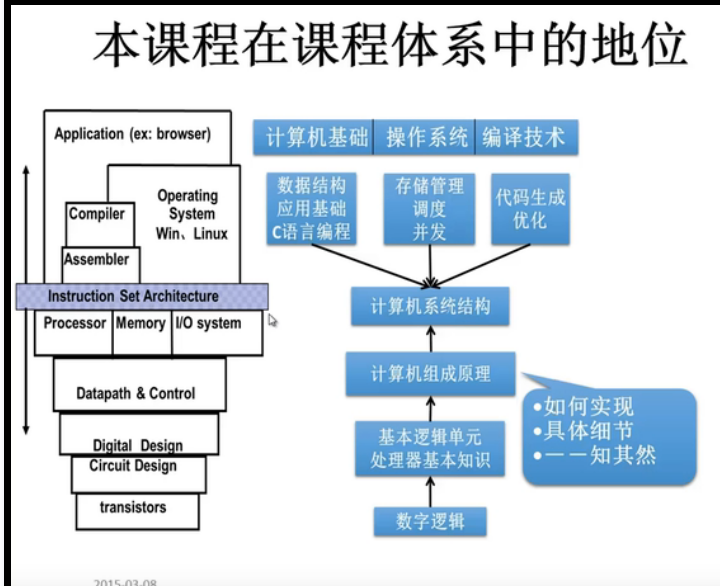 本课程在课程体系中的地位
Application (ex: browser)
Compiler
Operating
System
Win、Linux
Assembler
Instruction Set Architecture
Processor
Memory
I/O system
Datapath & Control
Digital Design
Circuit Design
transistors
计算机基础
操作系统
编译技术
数据结构
应用基础
C语言编程
存储管理
调度
并发
代码生成
优化
计算机系统结构
计算机组成原理
•如何实现
•具体细节
•——知其然
基本逻辑单元
处理器基本知识
数字逻辑
2015-03-08